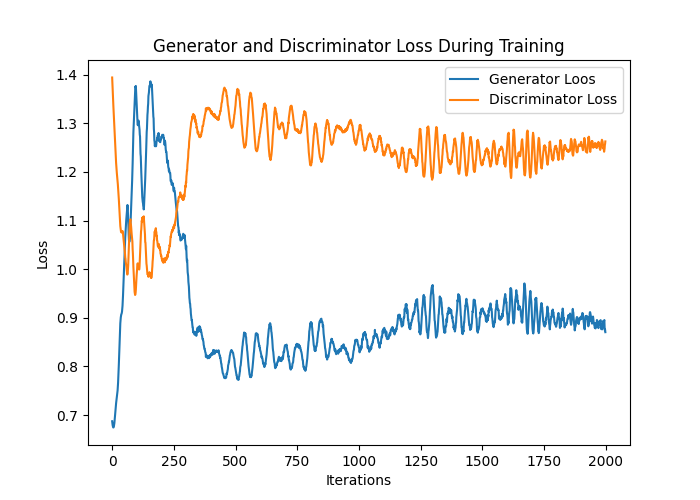 Generator and Discriminator Loss During Training
Generator Loos
Discriminator Loss
Loss
1.4
1.3
1.2
1.1
1.0
0.9
0.8
0.7
0 250 500 750 1000 1250 1500 1750 2000
Iterations